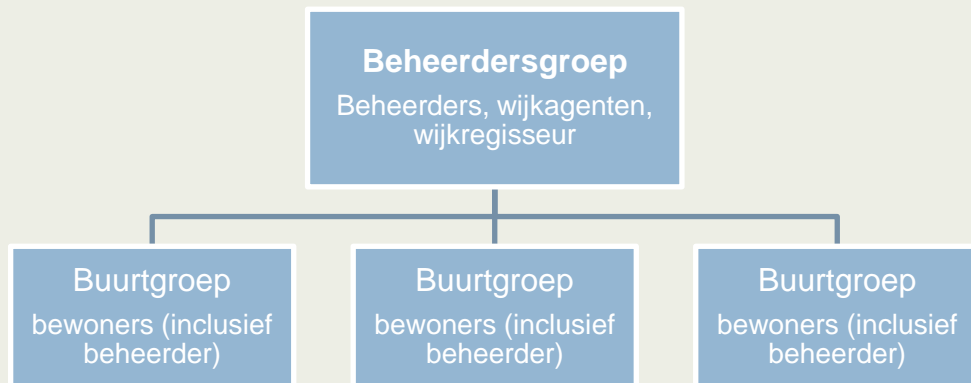 Beheerdersgroep
Beheerders, wijkagenten,
wijkregisseur
Buurtgroep
bewoners (inclusief
beheerder)
Buurtgroep
bewoners (inclusief
beheerder)
Buurtgroep
bewoners (inclusief
beheerder)